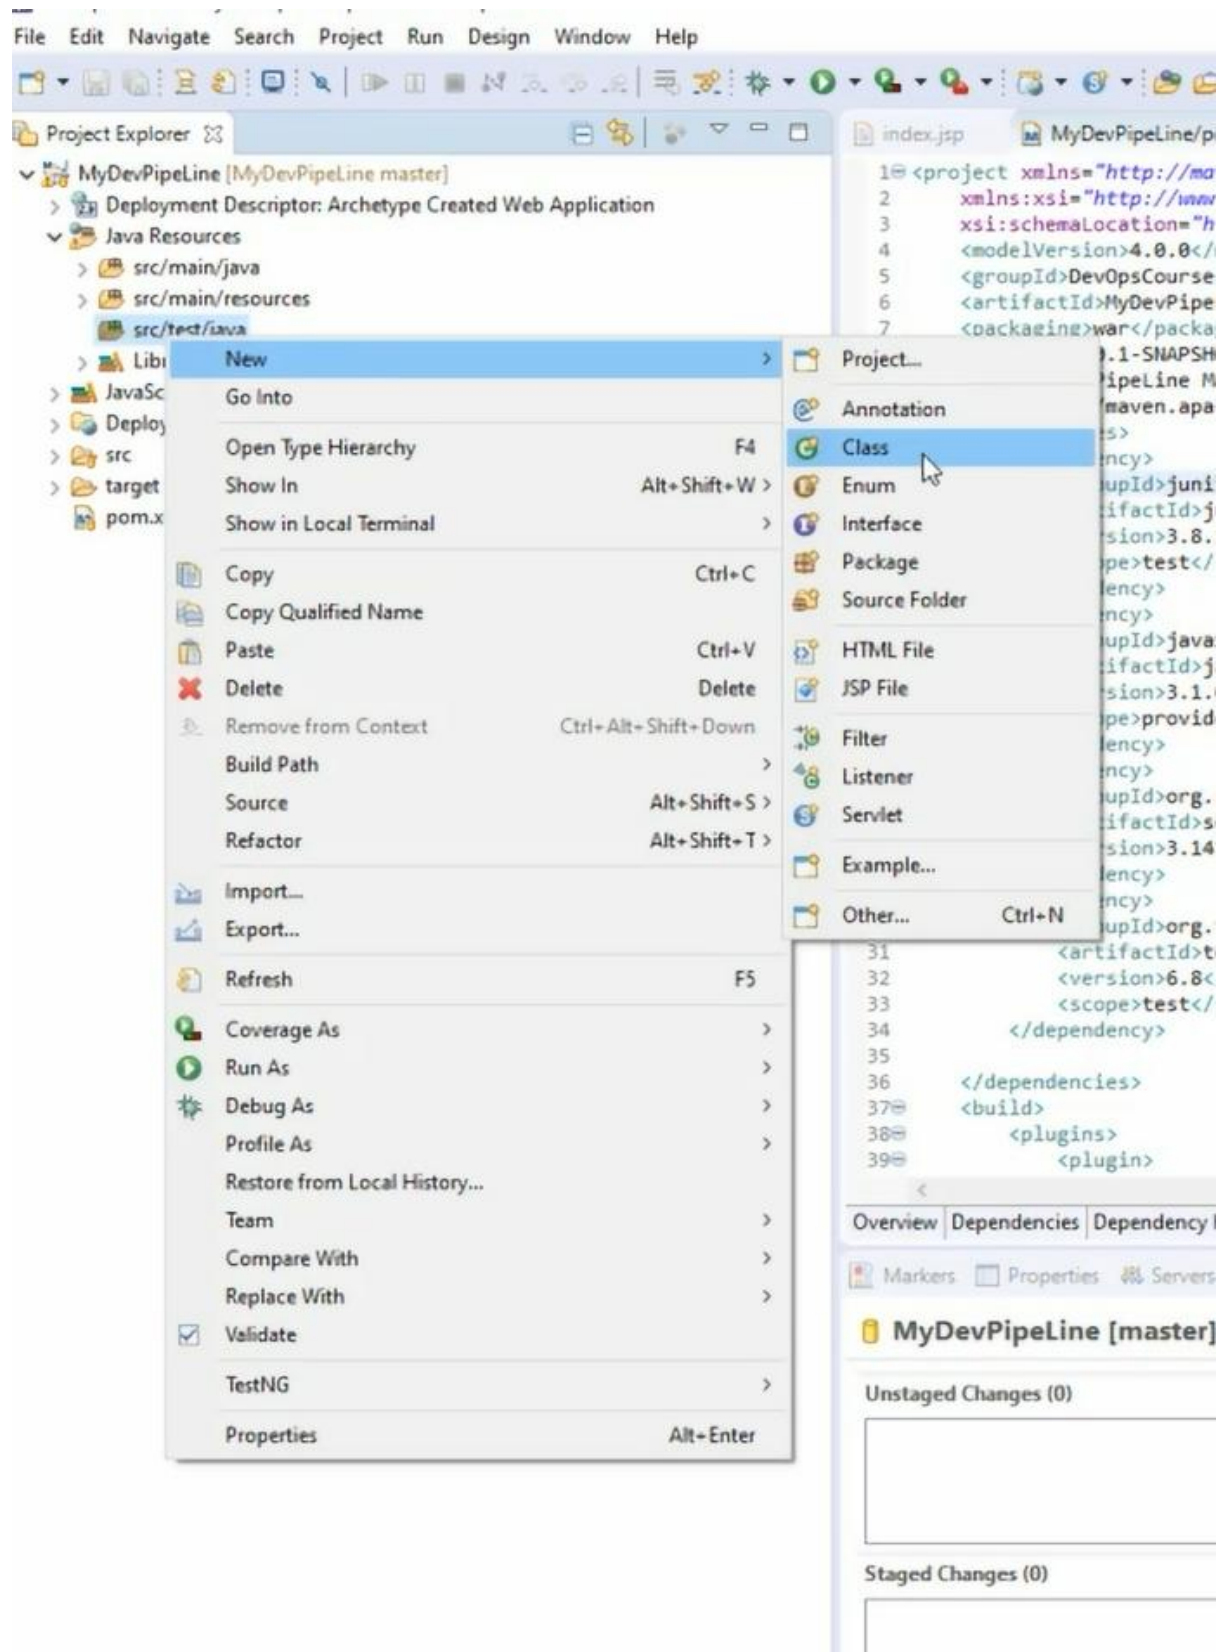 File Edit Navigate Search Project Run Design Window Help
Project Explorer
MyDevPipeLine [MyDevPipeLine master]
Deployment Descriptor: Archetype Created Web Application
Java Resources
src/main/java
src/main/resources
src/test/java
Libr
JavaSc
Deploy
src
target
pom.x
New
Go Into
Open Type Hierarchy F4
Show In Alt+Shift+W >
Show in Local Terminal
Copy Ctrl+C
Copy Qualified Name
Paste Ctrl+V
Delete Delete
Remove from Context Ctrl+Alt+Shift+Down
Build Path
Source Alt+Shift+S >
Refactor Alt+Shift+T >
Import...
Export...
Refresh F5
Coverage As
Run As
Debug As
Profile As
Restore from Local History...
Team
Compare With
Replace With
Validate
TestNG
Properties Alt+Enter
Project...
Annotation
Class
Enum
Interface
Package
Source Folder
HTML File
JSP File
Filter
Listener
Servlet
Example...
Other... Ctrl+N
index.jsp MyDevPipeLine/p
1 <project xmlns="http://ma
2 xmlns:xsi="http://www
3 xsi:schemaLocation="h
4 <modelVersion>4.0.0</
5 <groupId>DevOpsCourse
6 <artifactId>MyDevPipe
7 <packaging>war</packa
.1-SNAPSH
ipeLine M
maven.apa
s>
ncy>
upId>juni
ifactId>j
sion>3.8.
pe>test</
ency>
ncy>
upId>java
ifactId>j
sion>3.1.
pe>provid
ency>
ncy>
upId>org.
ifactId>s
sion>3.14
ency>
ncy>
upId>org.
31 <artifactId>t
32 <version>6.8<
33 <scope>test</
34 </dependency>
35
36 </dependencies>
37 <build>
38 <plugins>
39 <plugin>
Overview Dependencies Dependency
Markers Properties Servers
MyDevPipeLine [master]
Unstaged Changes (0)
Staged Changes (0)